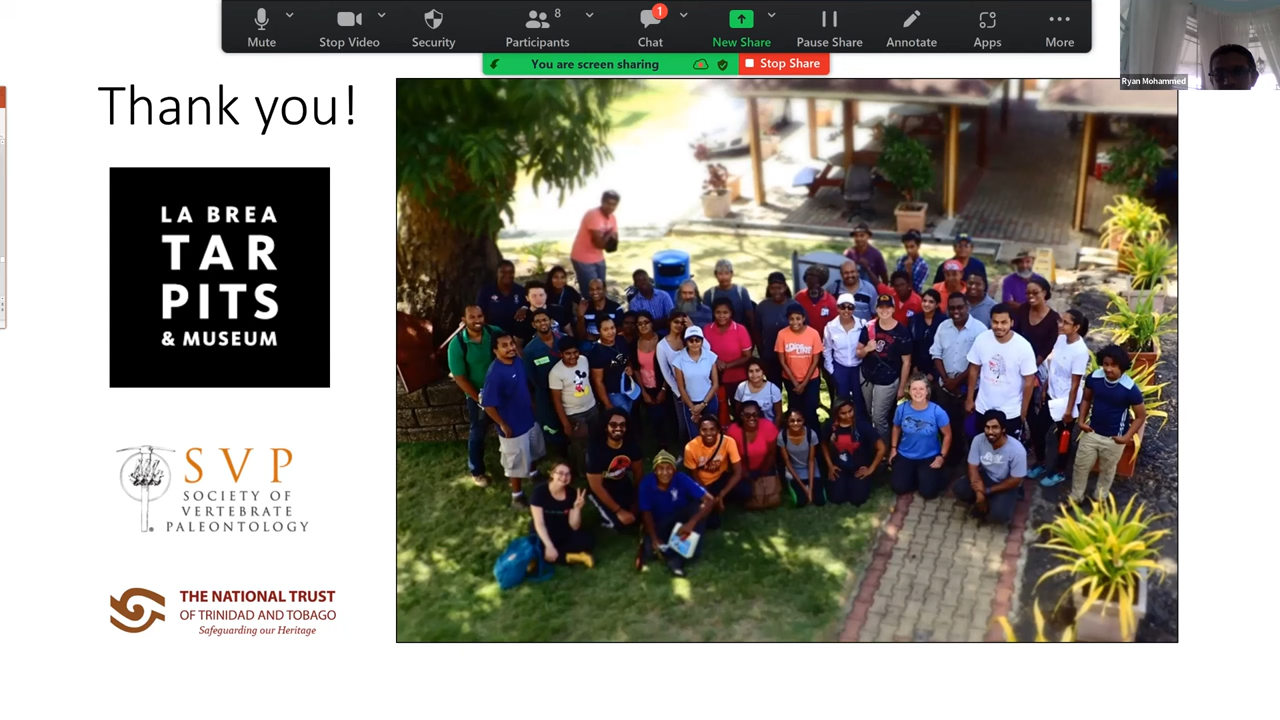 Mute
Stop Video
Security
Participants
8
Chat
1
New Share
Pause Share
Annotate
Apps
More
You are screen sharing
Stop Share
Ryan Mohammed
Thank you!
LA BREA
TAR
PITS
& MUSEUM
SVP
SOCIETY OF
VERTEBRATE
PALEONTOLOGY
THE NATIONAL TRUST
OF TRINIDAD AND TOBAGO
Safeguarding our Heritage